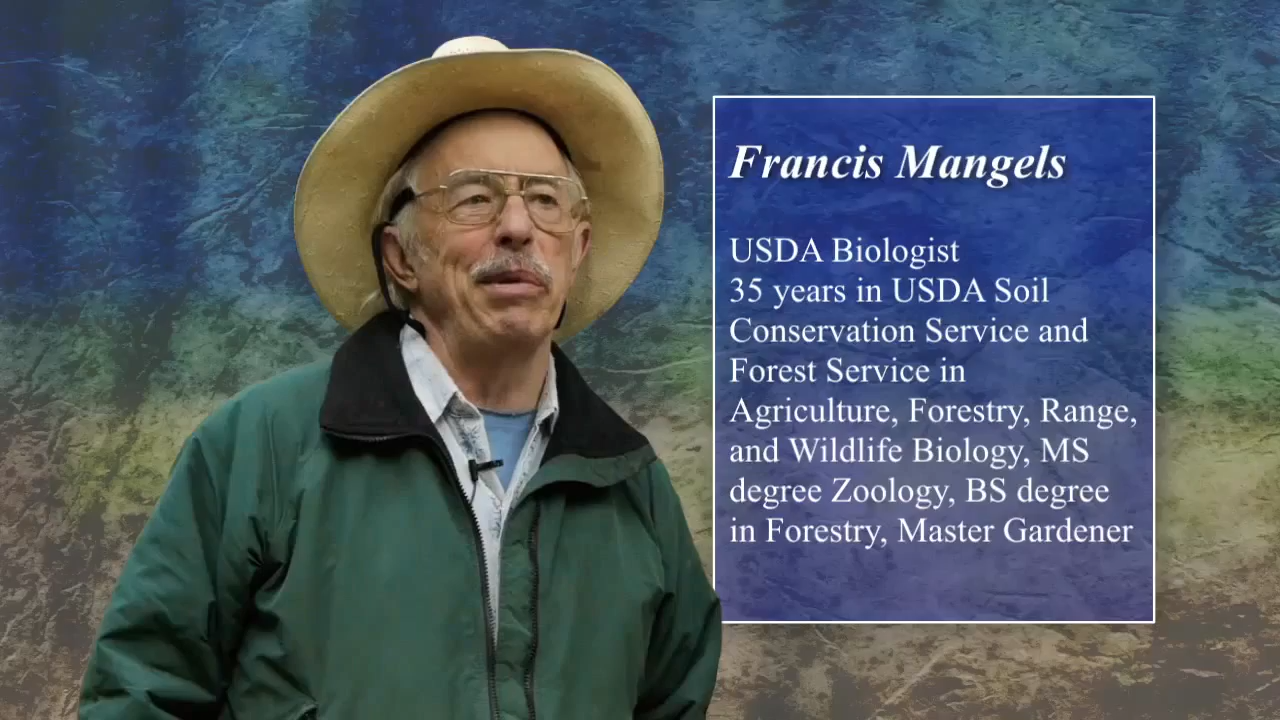 Francis Mangels
USDA Biologist
35 years in USDA Soil
Conservation Service and
Forest Service in
Agriculture, Forestry, Range,
and Wildlife Biology, MS
degree Zoology, BS degree
in Forestry, Master Gardener